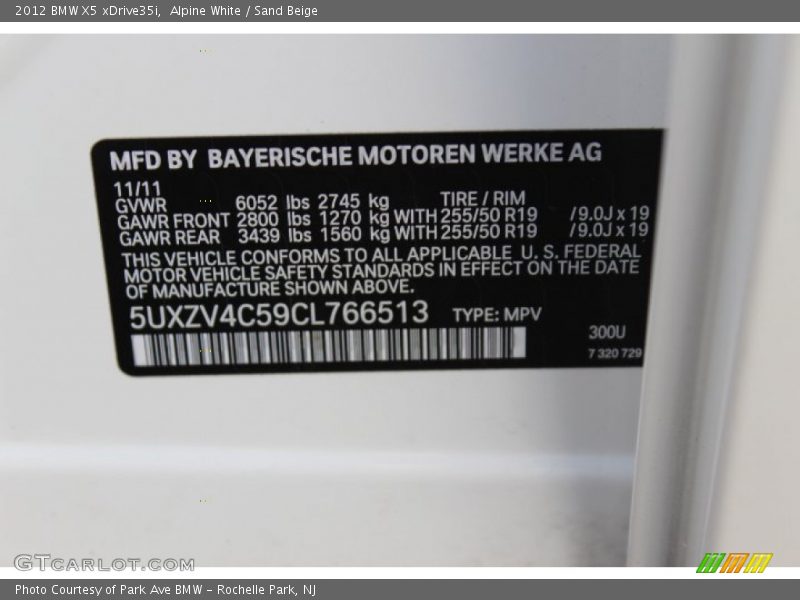 2012 BMW X5 xDrive35i, Alpine White / Sand Beige
MFD BY BAYERISCHE MOTOREN WERKE AG
11/11
GVWR 6052 lbs 2745 kg TIRE / RIM
GAWR FRONT 2800 lbs 1270 kg WITH 255/50 R19 /9.0J x 19
GAWR REAR 3439 lbs 1560 kg WITH 255/50 R19 /9.0J x 19
THIS VEHICLE CONFORMS TO ALL APPLICABLE U. S. FEDERAL
MOTOR VEHICLE SAFETY STANDARDS IN EFFECT ON THE DATE
OF MANUFACTURE SHOWN ABOVE.
5UXZV4C59CL766513 TYPE: MPV
300U
7 320 729
GTCARLOT.COM
Photo Courtesy of Park Ave BMW - Rochelle Park, NJ